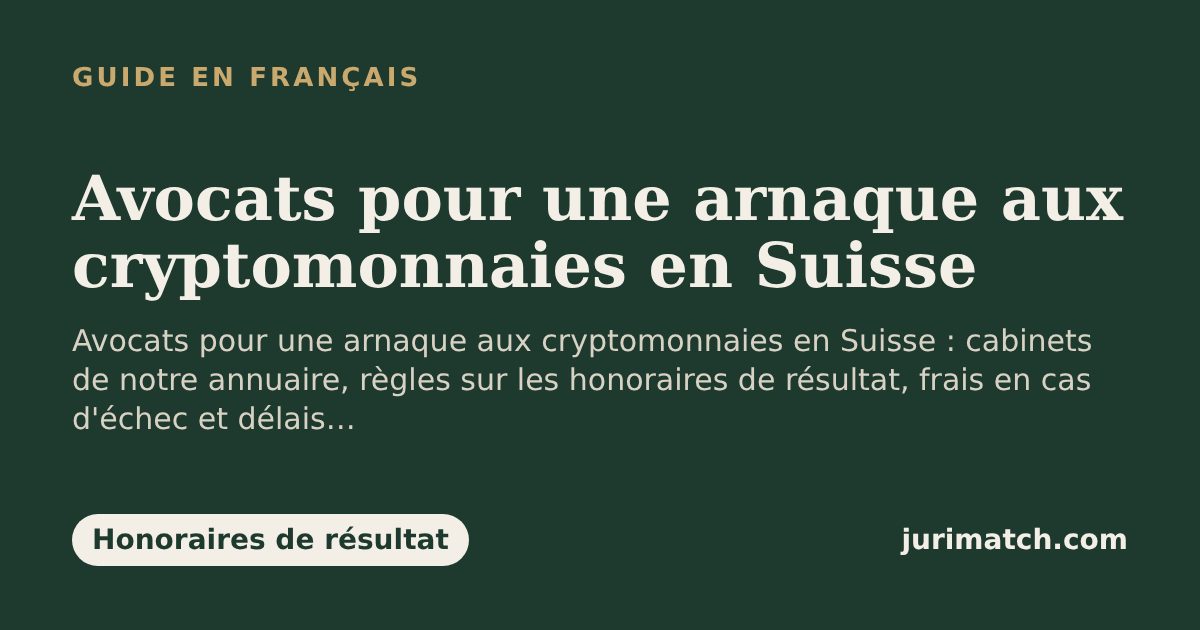 GUIDE EN FRANÇAIS
Avocats pour une arnaque aux
cryptomonnaies en Suisse
Avocats pour une arnaque aux cryptomonnaies en Suisse : cabinets
de notre annuaire, règles sur les honoraires de résultat, frais en cas
d'échec et délais…
Honoraires de résultat
jurimatch.com